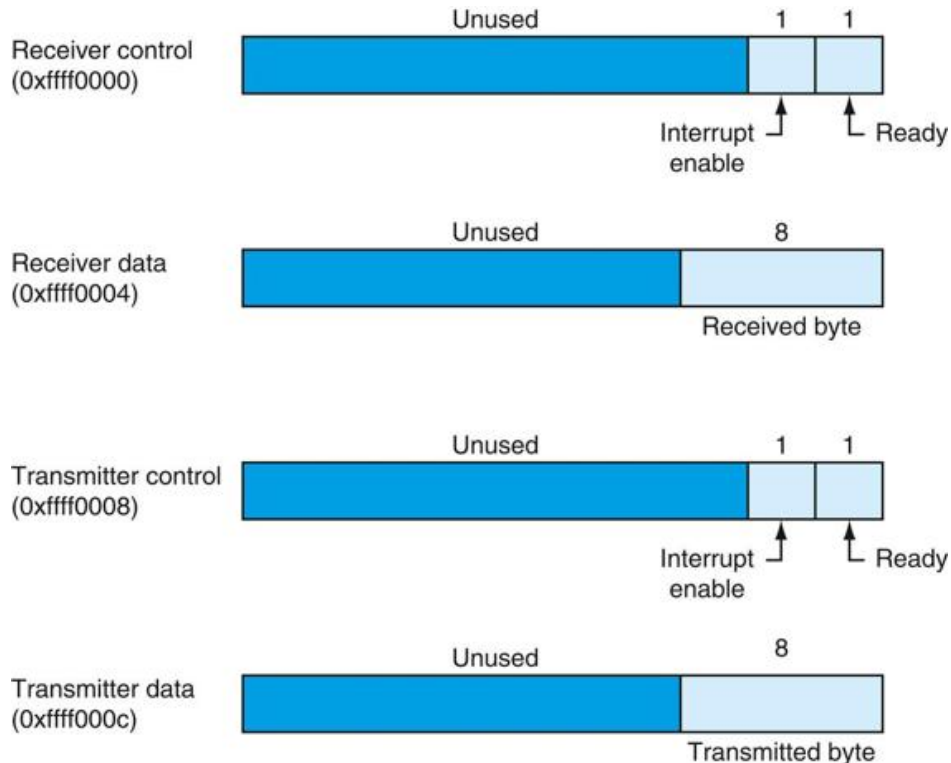 Unused 1 1
Receiver control
(0xffff0000)
Interrupt
enable
Ready
Unused 8
Receiver data
(0xffff0004)
Received byte
Unused 1 1
Transmitter control
(0xffff0008)
Interrupt
enable
Ready
Unused 8
Transmitter data
(0xffff000c)
Transmitted byte